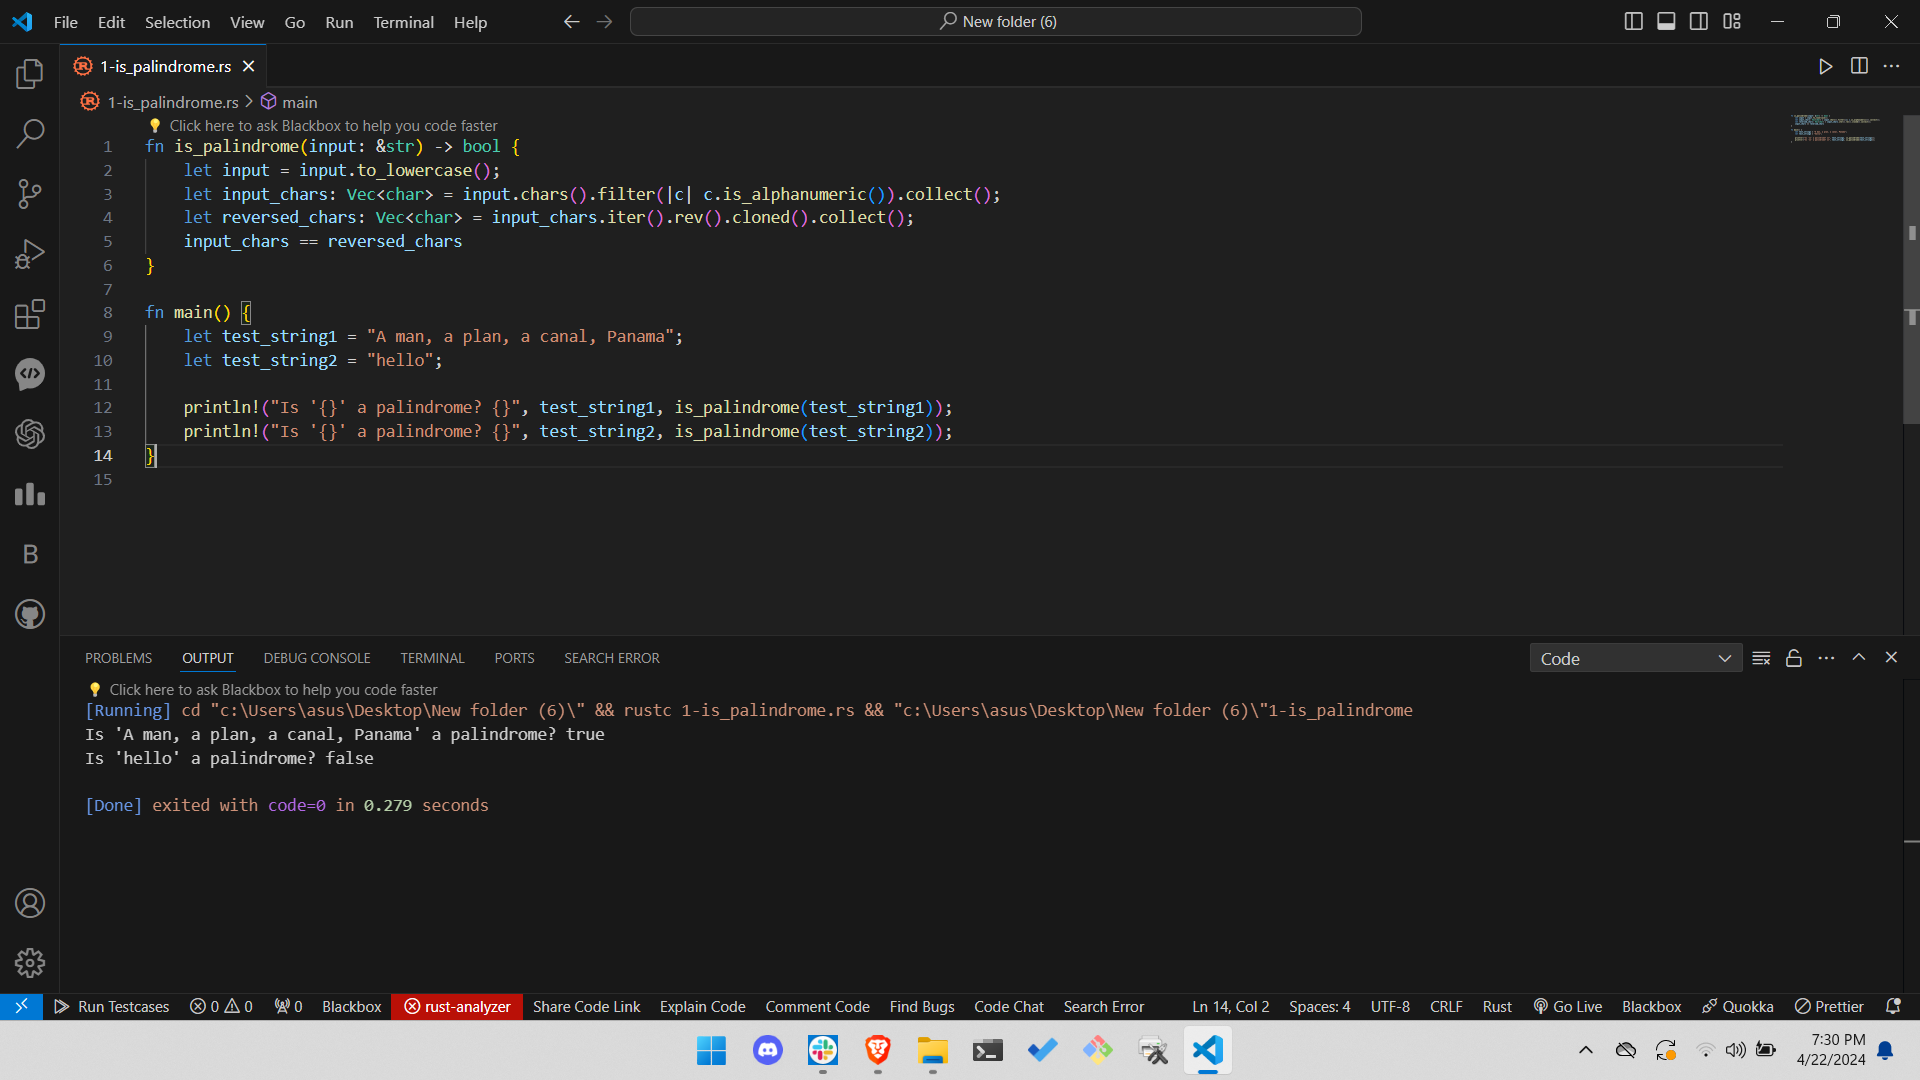 File Edit Selection View Go Run Terminal Help
New folder (6)
1-is_palindrome.rs
1-is_palindrome.rs > main
Click here to ask Blackbox to help you code faster
1 fn is_palindrome(input: &str) -> bool {
2     let input = input.to_lowercase();
3     let input_chars: Vec<char> = input.chars().filter(|c| c.is_alphanumeric()).collect();
4     let reversed_chars: Vec<char> = input_chars.iter().rev().cloned().collect();
5     input_chars == reversed_chars
6 }
7
8 fn main() {
9     let test_string1 = "A man, a plan, a canal, Panama";
10     let test_string2 = "hello";
11
12     println!("Is '{}' a palindrome? {}", test_string1, is_palindrome(test_string1));
13     println!("Is '{}' a palindrome? {}", test_string2, is_palindrome(test_string2));
14 }
15
B
PROBLEMS OUTPUT DEBUG CONSOLE TERMINAL PORTS SEARCH ERROR Code
Click here to ask Blackbox to help you code faster
[Running] cd "c:\Users\asus\Desktop\New folder (6)\" && rustc 1-is_palindrome.rs && "c:\Users\asus\Desktop\New folder (6)\"1-is_palindrome
Is 'A man, a plan, a canal, Panama' a palindrome? true
Is 'hello' a palindrome? false
[Done] exited with code=0 in 0.279 seconds
Run Testcases 0 0 0 Blackbox rust-analyzer Share Code Link Explain Code Comment Code Find Bugs Code Chat Search Error Ln 14, Col 2 Spaces: 4 UTF-8 CRLF Rust Go Live Blackbox Quokka Prettier
7:30 PM
4/22/2024